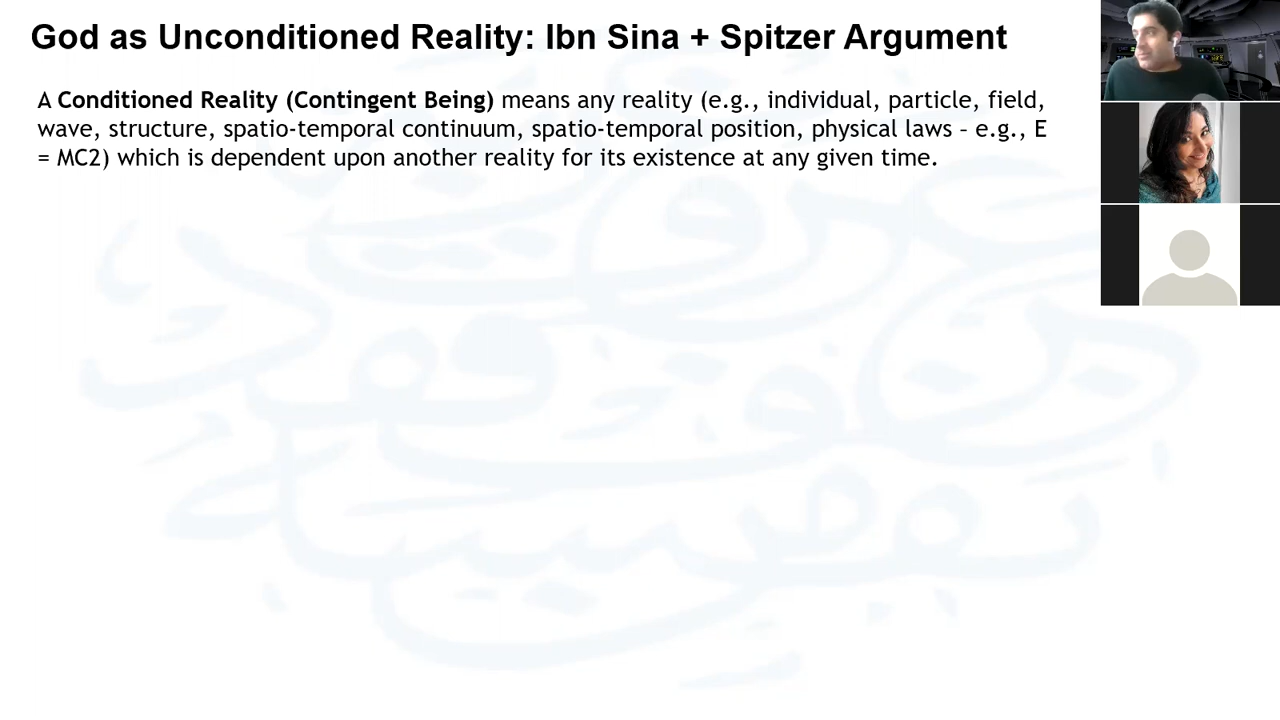 God as Unconditioned Reality: Ibn Sina + Spitzer Argument
A Conditioned Reality (Contingent Being) means any reality (e.g., individual, particle, field,
wave, structure, spatio-temporal continuum, spatio-temporal position, physical laws – e.g., E
= MC2) which is dependent upon another reality for its existence at any given time.